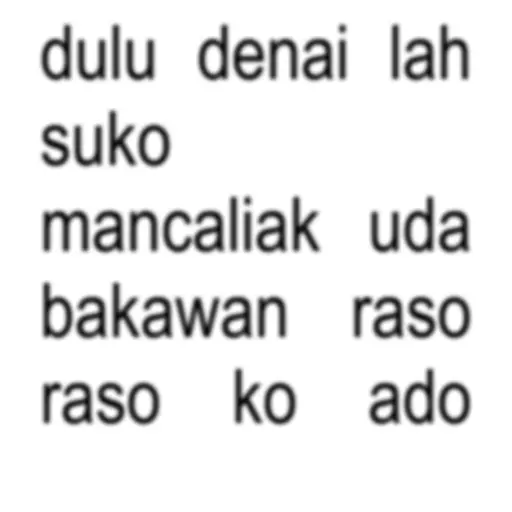 dulu denai lah
suko
mancaliak uda
bakawan raso
raso ko ado